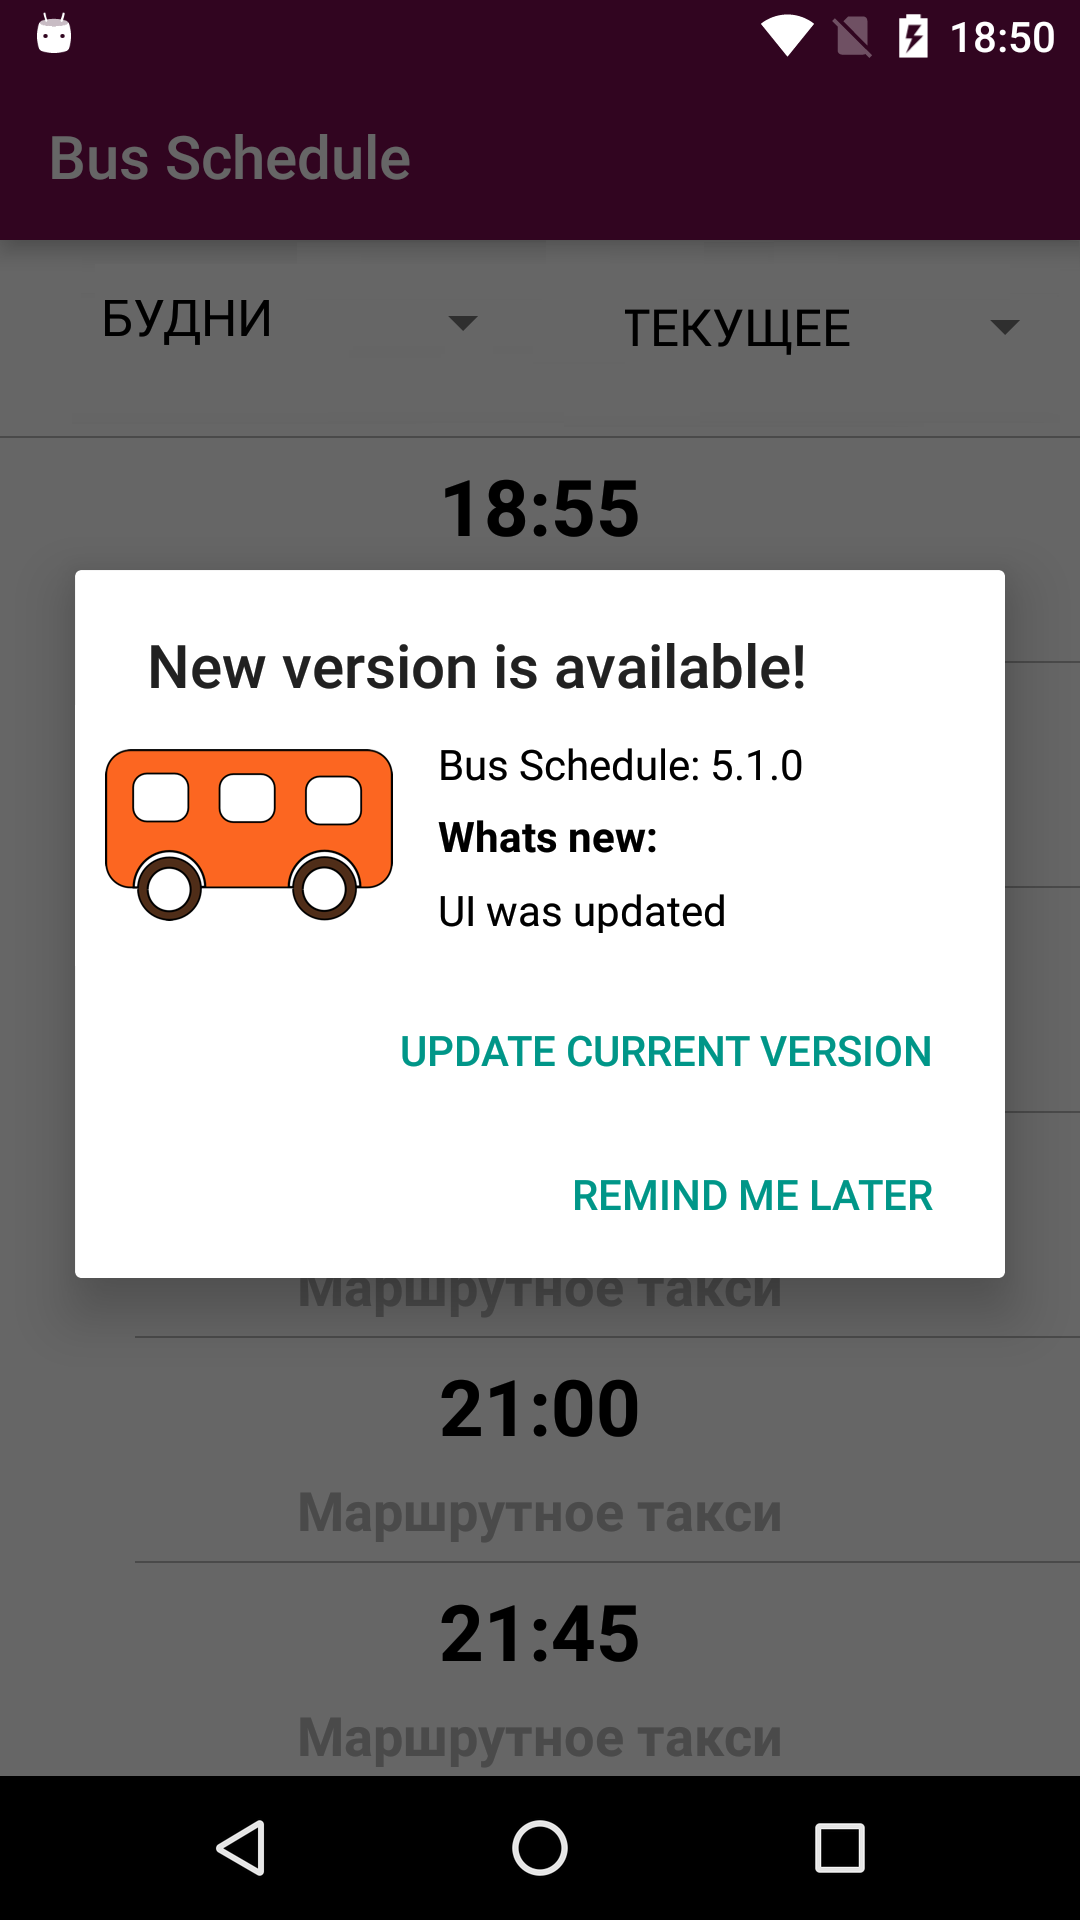 18:50
Bus Schedule
БУДНИ
ТЕКУЩЕЕ
18:55
New version is available!
Bus Schedule: 5.1.0
Whats new:
UI was updated
UPDATE CURRENT VERSION
REMIND ME LATER
Маршрутное такси
21:00
Маршрутное такси
21:45
Маршрутное такси